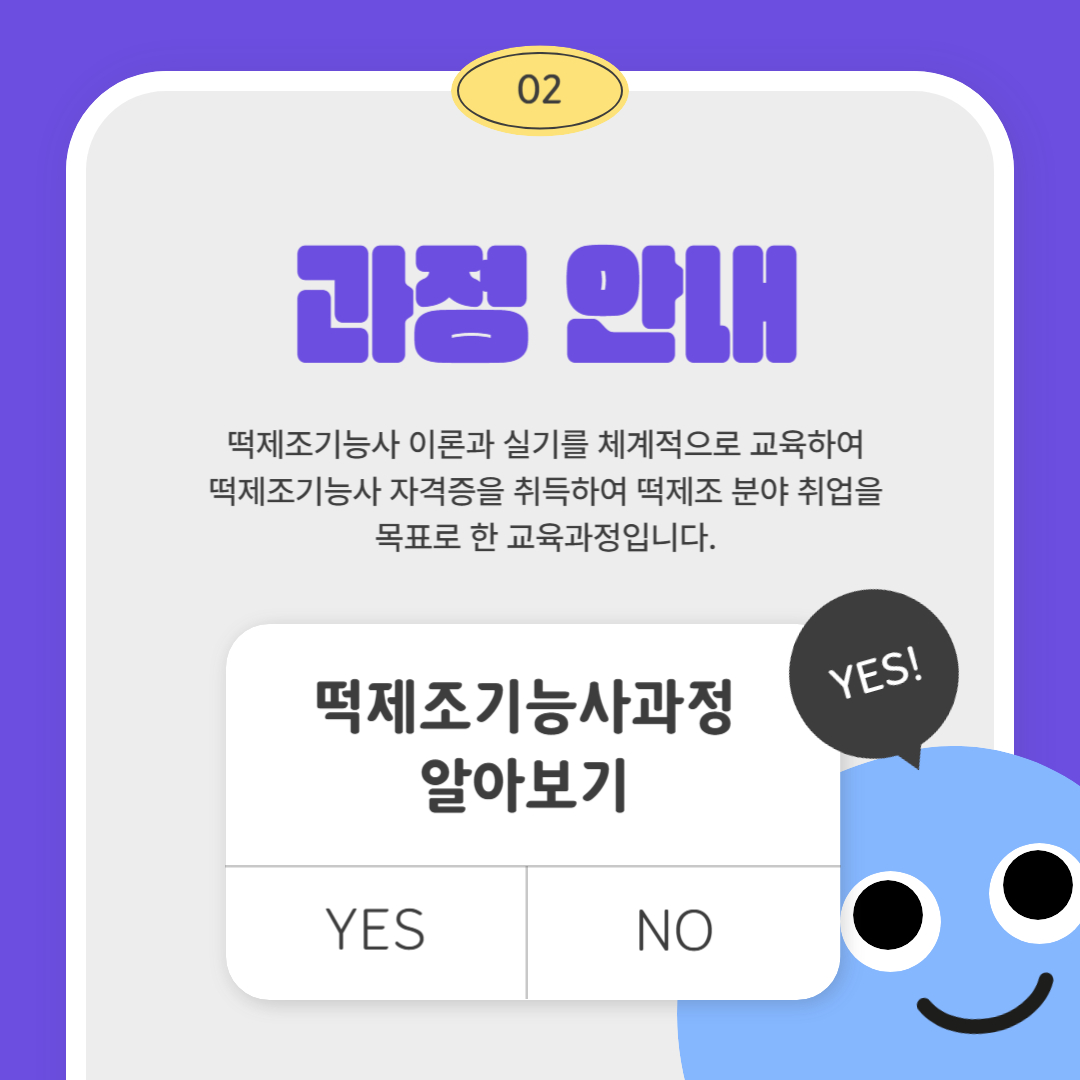 02
과정 안내
떡제조기능사 이론과 실기를 체계적으로 교육하여
떡제조기능사 자격증을 취득하여 떡제조 분야 취업을
목표로 한 교육과정입니다.
YES!
떡제조기능사과정
알아보기
YES
NO